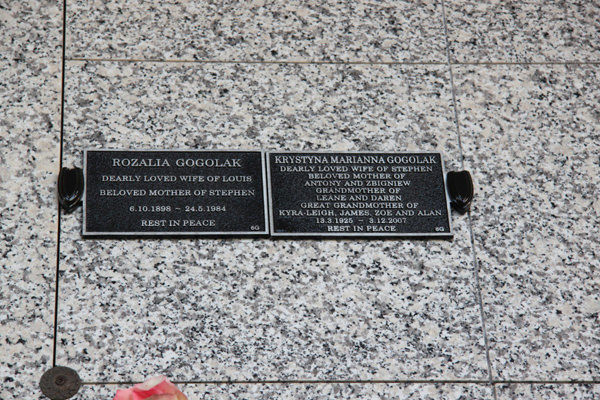 ROZALIA GOGOLAK
DEARLY LOVED WIFE OF LOUIS
BELOVED MOTHER OF STEPHEN
6.10.1898 ~ 24.5.1984
REST IN PEACE
6G
KRYSTYNA MARIANNA GOGOLAK
DEARLY LOVED WIFE OF STEPHEN
BELOVED MOTHER OF
ANTONY AND ZBIGNIEW
GRANDMOTHER OF
LEANE AND DAREN
GREAT GRANDMOTHER OF
KYRA-LEIGH, JAMES, ZOE AND ALAN
13.3.1925 ~ 3.12.2007
REST IN PEACE
6G